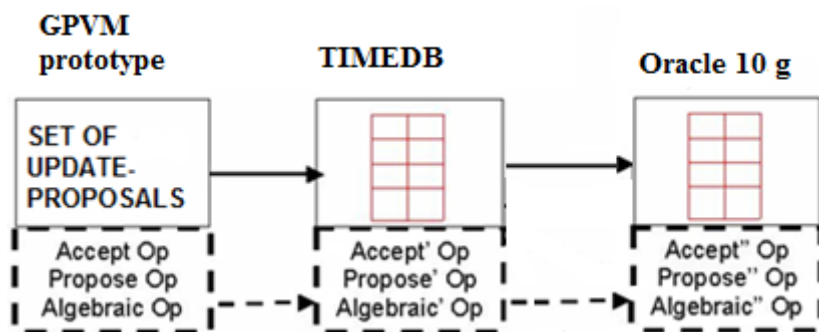 GPVM
prototype
TIMEDB
Oracle 10 g
SET OF
UPDATE-
PROPOSALS
Accept Op
Propose Op
Algebraic Op
Accept' Op
Propose' Op
Algebraic' Op
Accept" Op
Propose" Op
Algebraic" Op